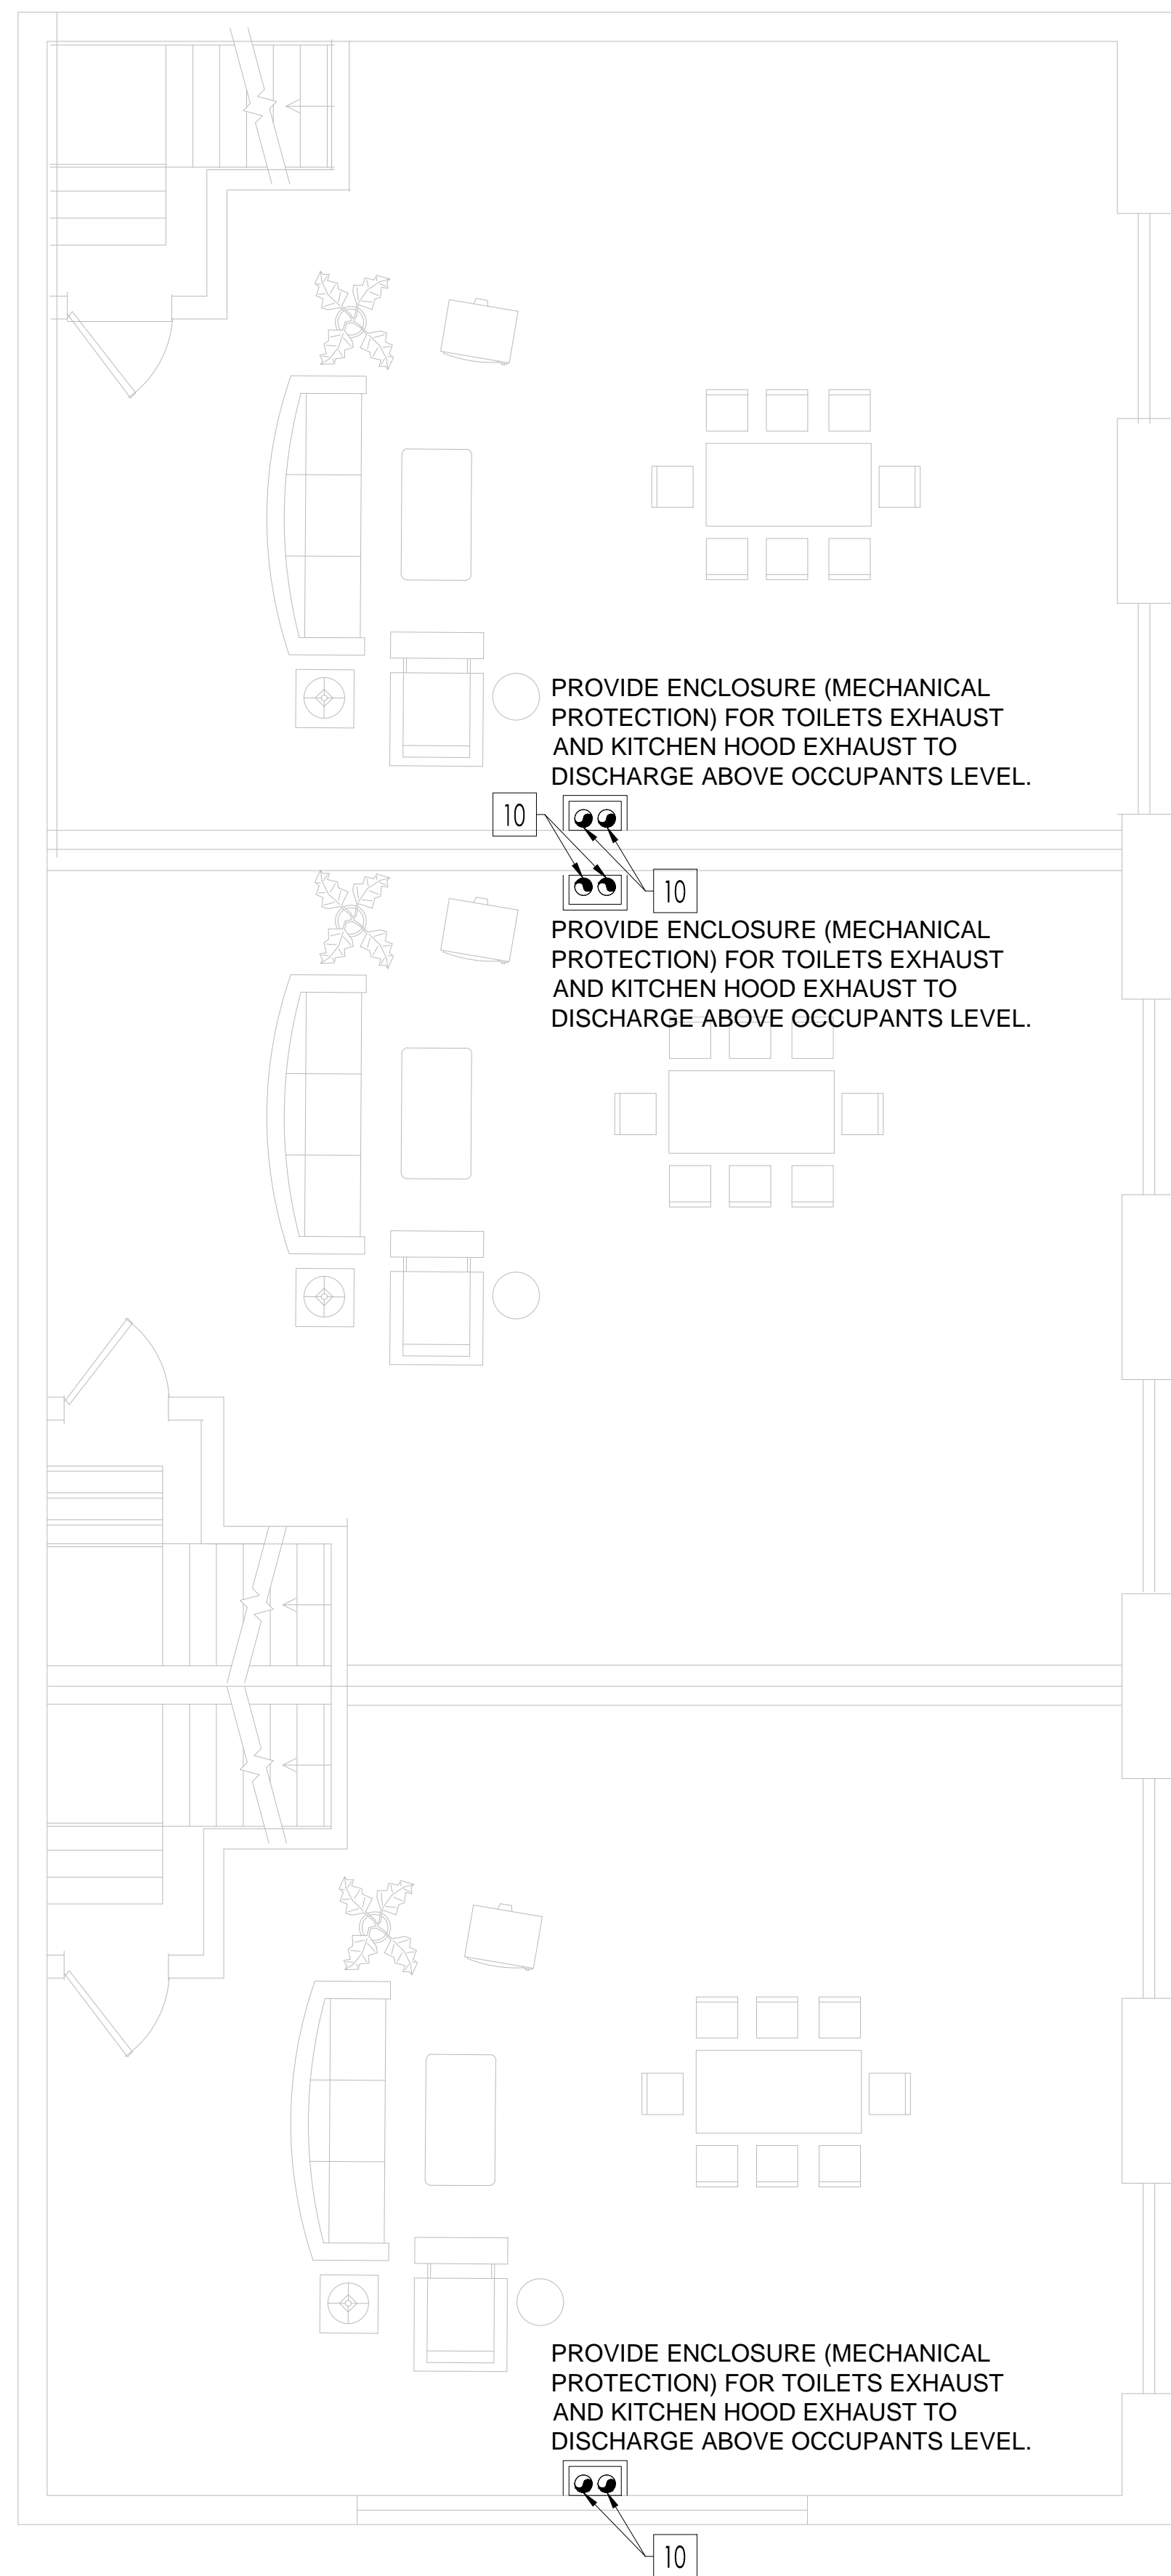 PROVIDE ENCLOSURE (MECHANICAL
PROTECTION) FOR TOILETS EXHAUST
AND KITCHEN HOOD EXHAUST TO
DISCHARGE ABOVE OCCUPANTS LEVEL.
10
10
PROVIDE ENCLOSURE (MECHANICAL
PROTECTION) FOR TOILETS EXHAUST
AND KITCHEN HOOD EXHAUST TO
DISCHARGE ABOVE OCCUPANTS LEVEL.
PROVIDE ENCLOSURE (MECHANICAL
PROTECTION) FOR TOILETS EXHAUST
AND KITCHEN HOOD EXHAUST TO
DISCHARGE ABOVE OCCUPANTS LEVEL.
10